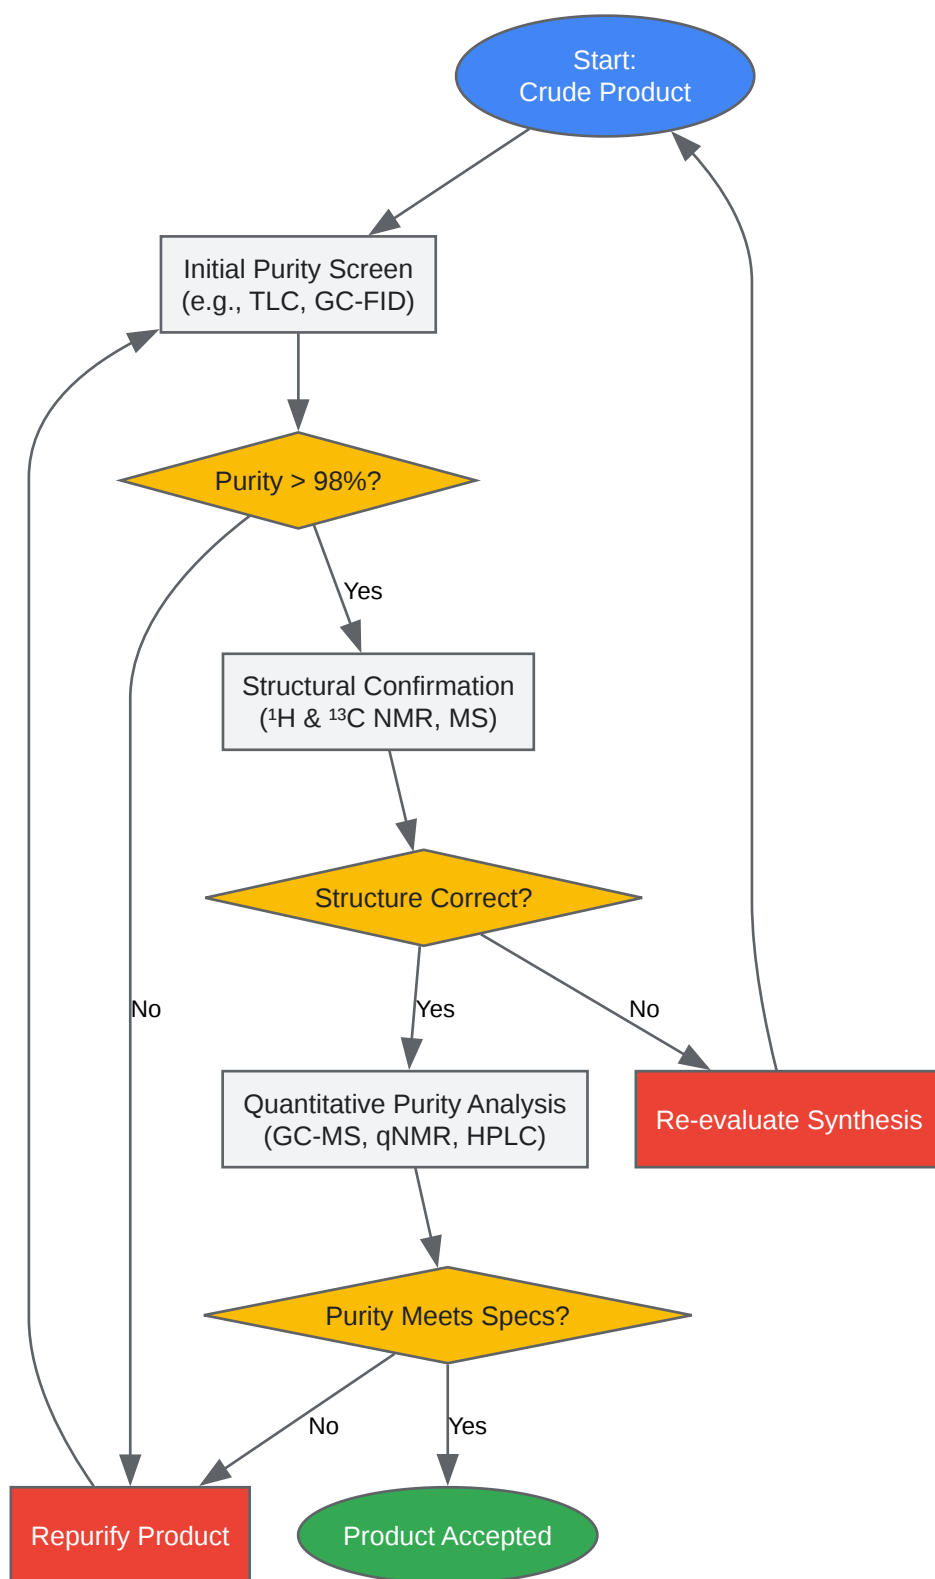 Start:
Crude Product
Initial Purity Screen
(e.g., TLC, GC-FID)
Purity > 98%?
Yes
Structural Confirmation
(¹H & ¹³C NMR, MS)
Structure Correct?
No
Yes
No
Quantitative Purity Analysis
(GC-MS, qNMR, HPLC)
Re-evaluate Synthesis
Purity Meets Specs?
No
Yes
Repurify Product
Product Accepted